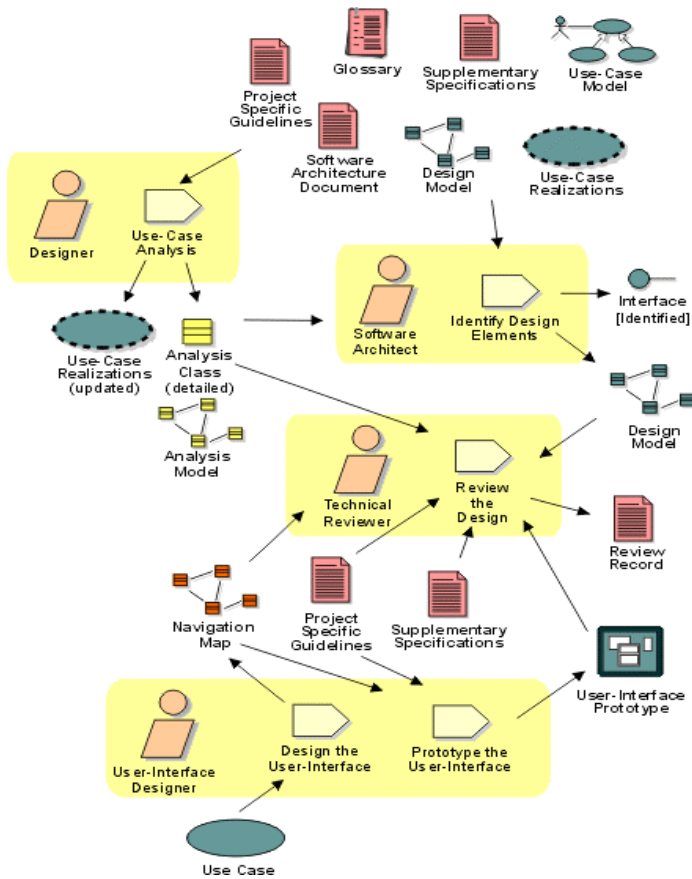 Glossary
Supplementary
Specifications
Use-Case
Model
Project
Specific
Guidelines
Software
Architecture
Document
Design
Model
Use-Case
Realizations
Designer
Use-Case
Analysis
Software
Architect
Identify Design
Elements
Interface
[Identified]
Use-Case
Realizations
(updated)
Analysis
Class
(detailed)
Analysis
Model
Design
Model
Technical
Reviewer
Review
the
Design
Review
Record
Navigation
Map
Project
Specific
Guidelines
Supplementary
Specifications
User-Interface
Prototype
User-Interface
Designer
Design the
User-Interface
Prototype the
User-Interface
Use Case